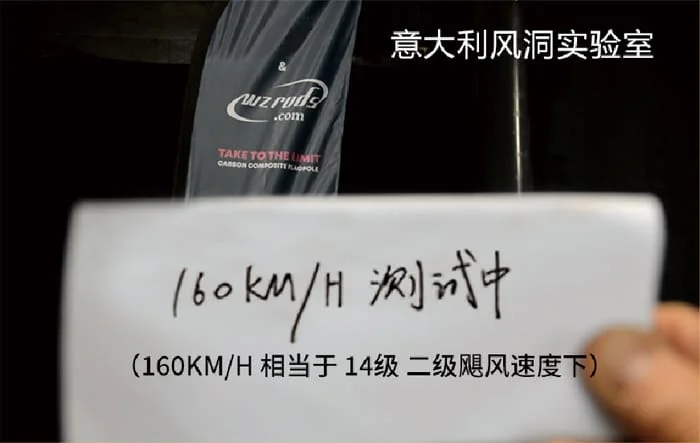 意大利风洞实验室
&
wzrods
.com
TAKE TO THE LIMIT
CARBON COMPOSITE FLAGPOLE
160KM/H 测试中
（160KM/H 相当于 14级 二级飓风速度下）